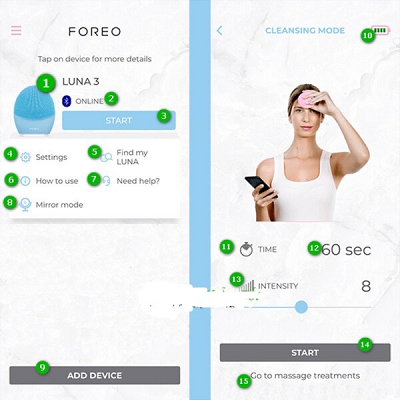 FOREO
Tap on device for more details
1
LUNA 3
ONLINE 2
START 3
4 Settings
5 Find my
LUNA
6 How to use
7 Need help?
8 Mirror mode
9
ADD DEVICE
CLEANSING MODE
10
11 TIME 12 60 sec
13
INTENSITY 8
START 14
15 Go to massage treatments